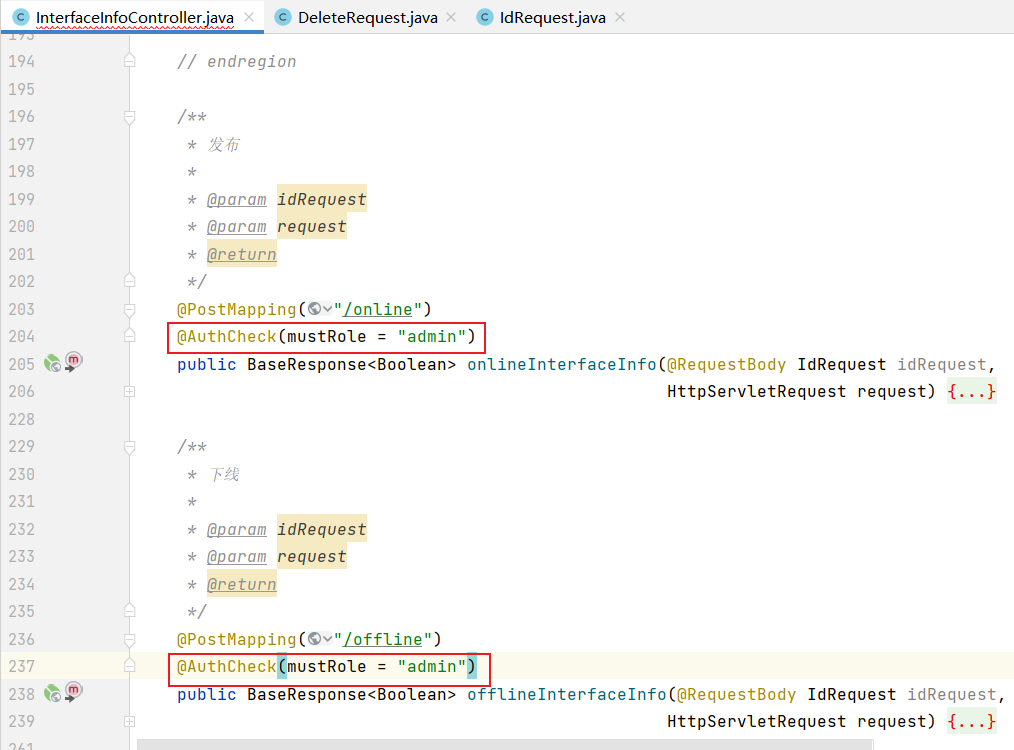 InterfaceInfoController.java DeleteRequest.java IdRequest.java
193
194 // endregion
195
196 /**
197 * 发布
198 *
199 * @param idRequest
200 * @param request
201 * @return
202 */
203 @PostMapping("/online")
204 @AuthCheck(mustRole = "admin")
205 public BaseResponse<Boolean> onlineInterfaceInfo(@RequestBody IdRequest idRequest,
206 HttpServletRequest request) {...}
228
229 /**
230 * 下线
231 *
232 * @param idRequest
233 * @param request
234 * @return
235 */
236 @PostMapping("/offline")
237 @AuthCheck(mustRole = "admin")
238 public BaseResponse<Boolean> offlineInterfaceInfo(@RequestBody IdRequest idRequest,
239 HttpServletRequest request) {...}
261